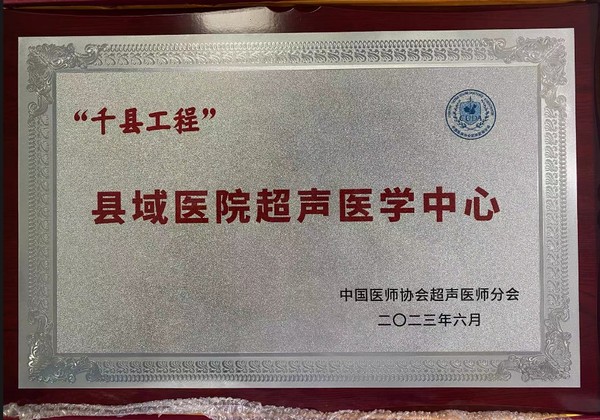 “千县工程”
县域医院超声医学中心
中国医师协会超声医师分会
二〇二三年六月